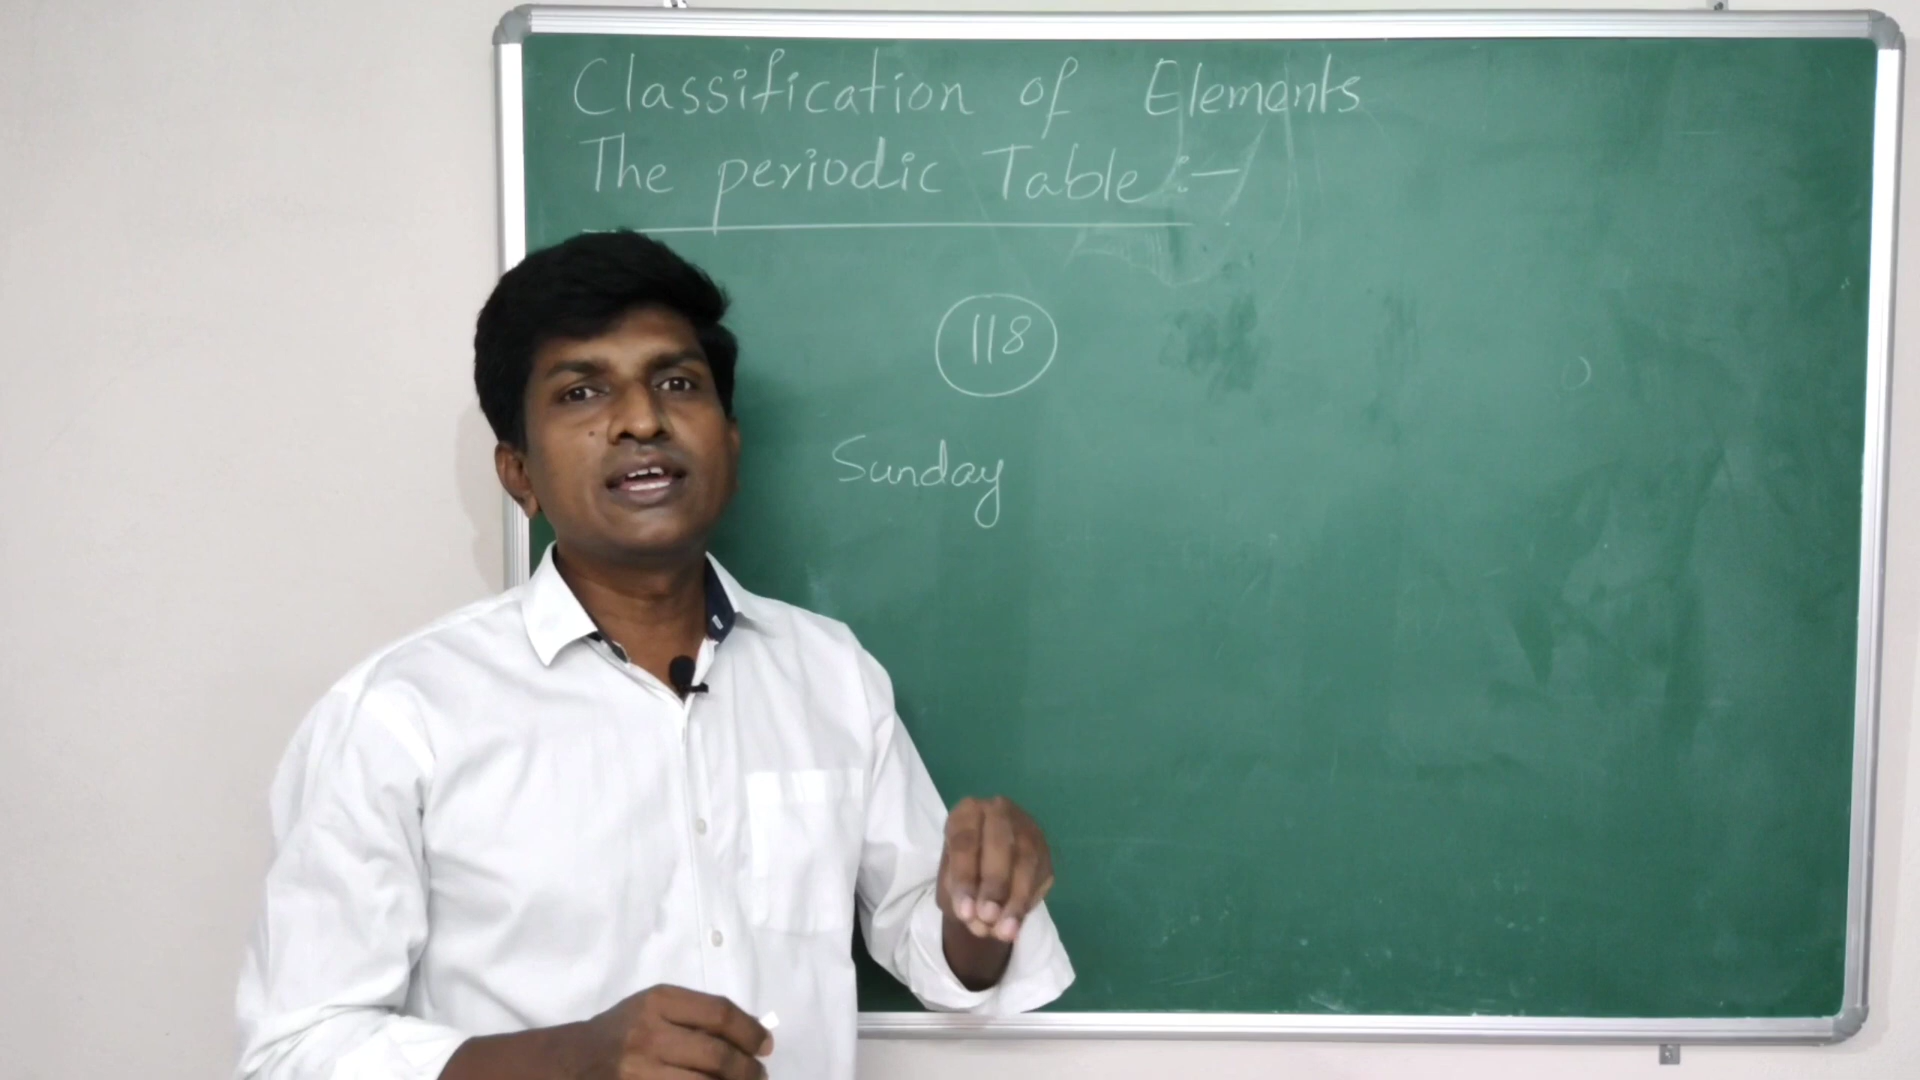 Classification of Elements
The periodic Table :-
118
Sunday